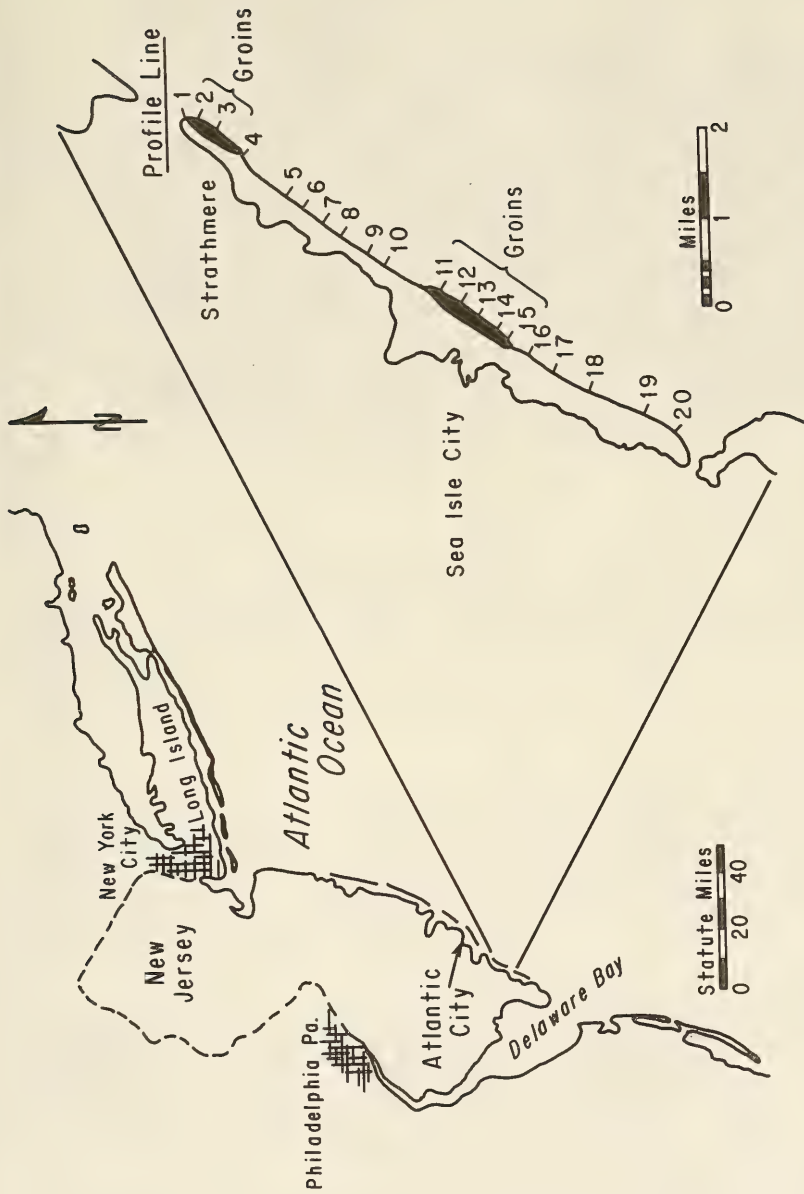 New York
City
Long Island
New
Jersey
Philadelphia Pa.
Atlantic
Ocean
Atlantic
City
Delaware Bay
Statute Miles
0 20 40
N
Profile Line
1
2
3
4
Groins
Strathmere
5
6
7
8
9
10
11
12
13
14
15
Groins
16
17
18
19
20
Sea Isle City
Miles
0 1 2